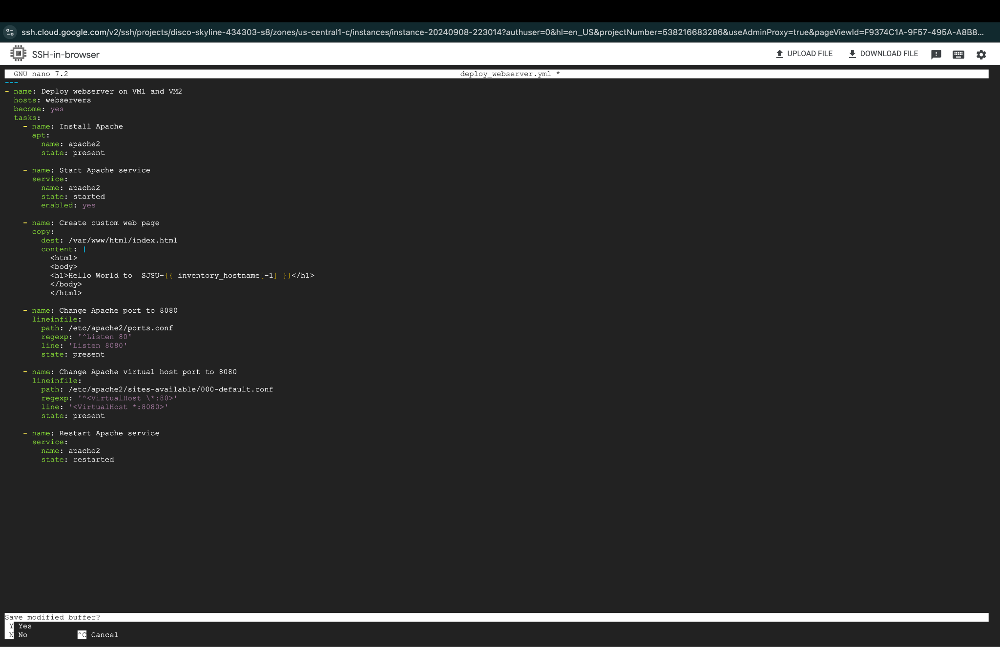 ssh.cloud.google.com/v2/ssh/projects/disco-skyline-434303-s8/zones/us-central1-c/instances/instance-20240908-223014?authuser=0&hl=en_US&projectNumber=538216683286&useAdminProxy=true&pageViewId=F9374C1A-9F57-495A-A8B8...
SSH-in-browser UPLOAD FILE DOWNLOAD FILE
GNU nano 7.2 deploy_webserver.yml *
---
- name: Deploy webserver on VM1 and VM2
  hosts: webservers
  become: yes
  tasks:
    - name: Install Apache
      apt:
        name: apache2
        state: present

    - name: Start Apache service
      service:
        name: apache2
        state: started
        enabled: yes

    - name: Create custom web page
      copy:
        dest: /var/www/html/index.html
        content: |
          <html>
          <body>
          <h1>Hello World to  SJSU-{{ inventory_hostname[-1] }}</h1>
          </body>
          </html>

    - name: Change Apache port to 8080
      lineinfile:
        path: /etc/apache2/ports.conf
        regexp: '^Listen 80'
        line: 'Listen 8080'
        state: present

    - name: Change Apache virtual host port to 8080
      lineinfile:
        path: /etc/apache2/sites-available/000-default.conf
        regexp: '^<VirtualHost \*:80>'
        line: '<VirtualHost *:8080>'
        state: present

    - name: Restart Apache service
      service:
        name: apache2
        state: restarted
Save modified buffer?
Y Yes
N No ^C Cancel